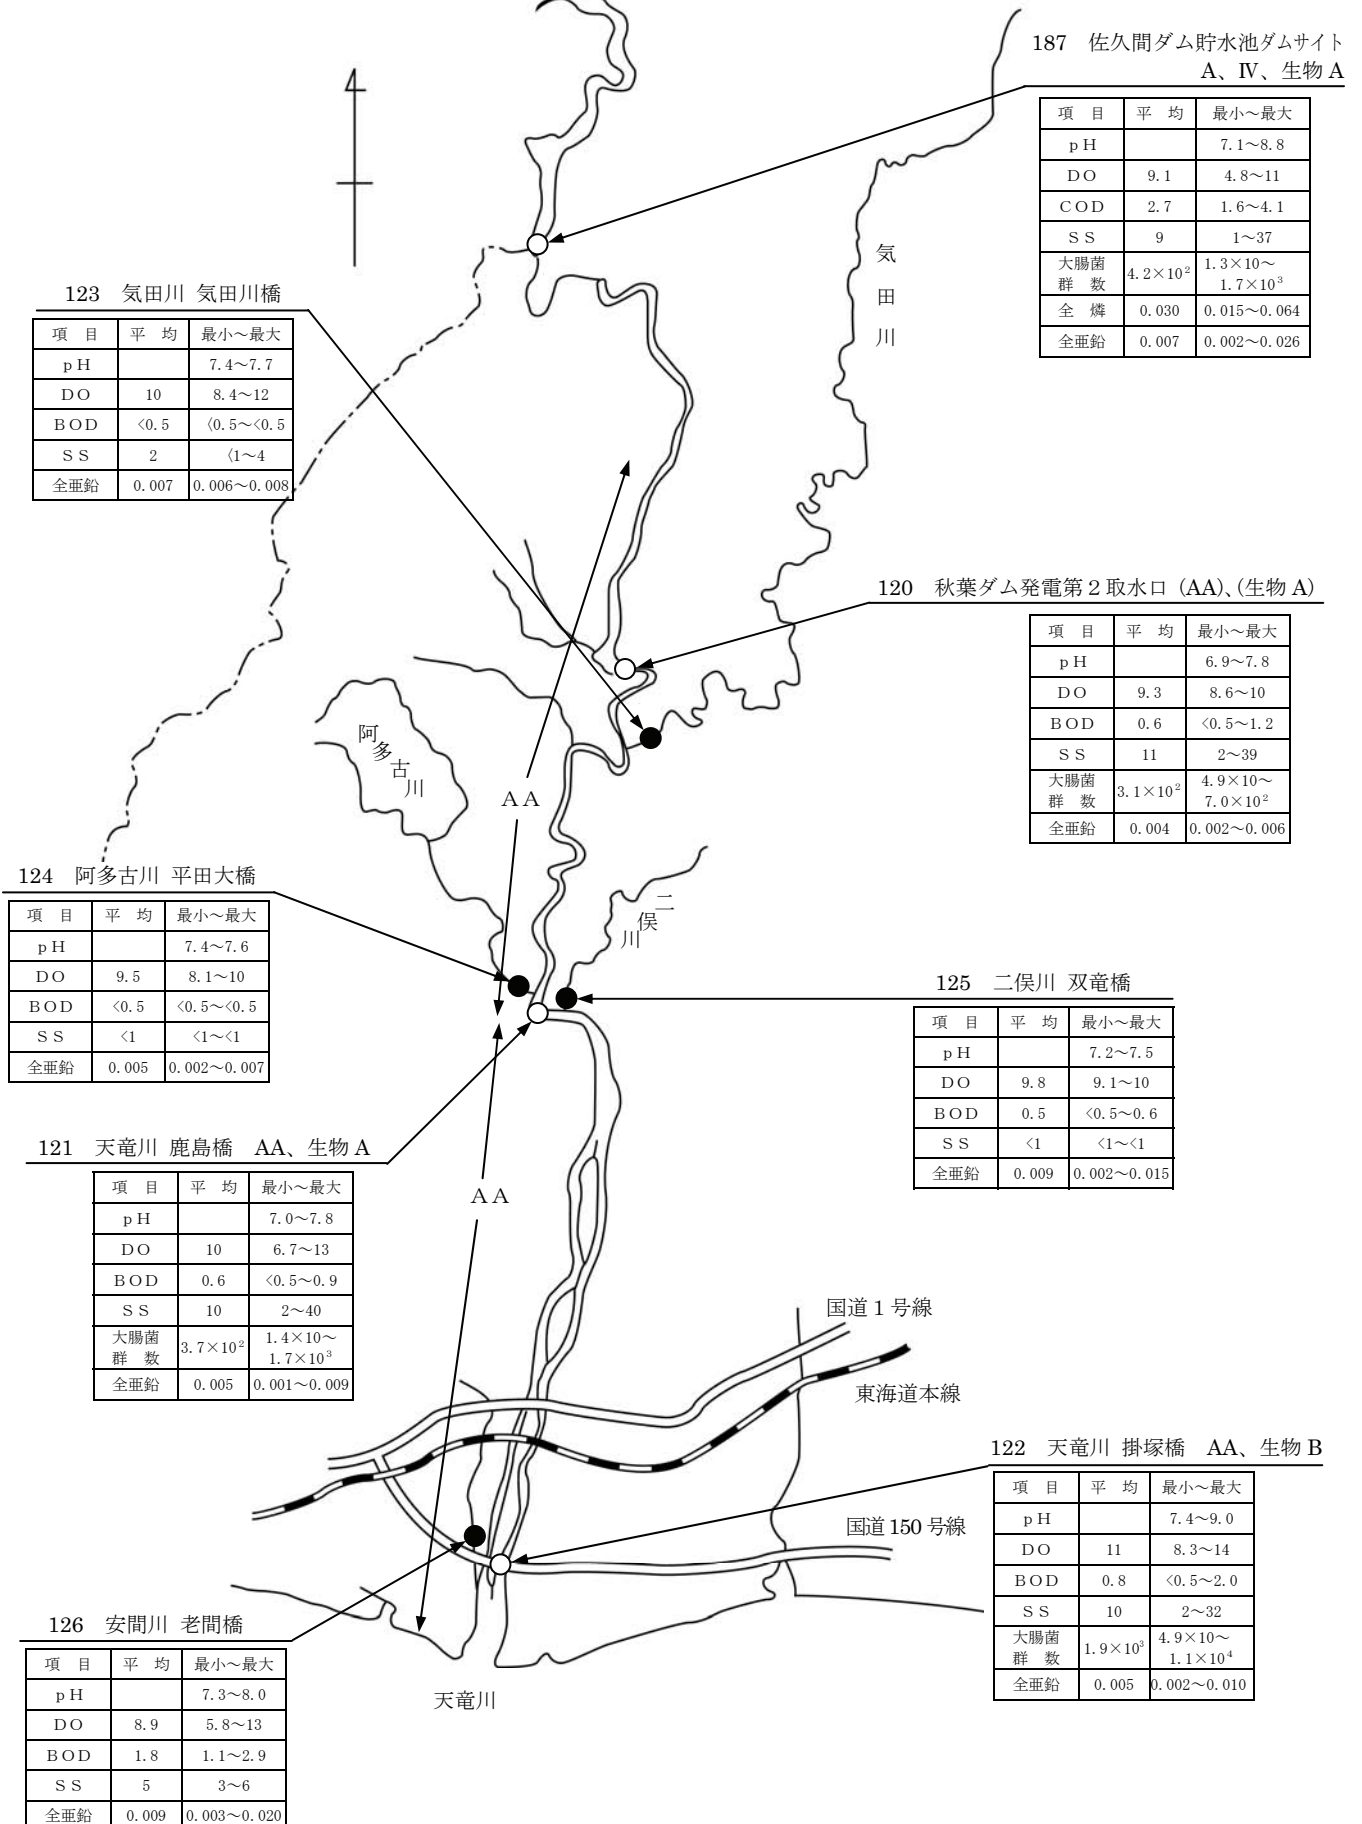 187 佐久間ダム貯水池ダムサイト
A、Ⅳ、生物 A
項 目 平 均 最小～最大
pH 7.1～8.8
DO 9.1 4.8～11
COD 2.7 1.6～4.1
SS 9 1～37
大腸菌群 数 4.2×10² 1.3×10～1.7×10³
全 燐 0.030 0.015～0.064
全亜鉛 0.007 0.002～0.026
気田川
123 気田川 気田川橋
項 目 平 均 最小～最大
pH 7.4～7.7
DO 10 8.4～12
BOD <0.5 <0.5～<0.5
SS 2 <1～4
全亜鉛 0.007 0.006～0.008
120 秋葉ダム発電第2取水口 (AA)、(生物 A)
項 目 平 均 最小～最大
pH 6.9～7.8
DO 9.3 8.6～10
BOD 0.6 <0.5～1.2
SS 11 2～39
大腸菌群 数 3.1×10² 4.9×10～7.0×10²
全亜鉛 0.004 0.002～0.006
阿多古川
AA
二俣川
124 阿多古川 平田大橋
項 目 平 均 最小～最大
pH 7.4～7.6
DO 9.5 8.1～10
BOD <0.5 <0.5～<0.5
SS <1 <1～<1
全亜鉛 0.005 0.002～0.007
125 二俣川 双竜橋
項 目 平 均 最小～最大
pH 7.2～7.5
DO 9.8 9.1～10
BOD 0.5 <0.5～0.6
SS <1 <1～<1
全亜鉛 0.009 0.002～0.015
121 天竜川 鹿島橋 AA、生物 A
項 目 平 均 最小～最大
pH 7.0～7.8
DO 10 6.7～13
BOD 0.6 <0.5～0.9
SS 10 2～40
大腸菌群 数 3.7×10² 1.4×10～1.7×10³
全亜鉛 0.005 0.001～0.009
AA
国道1号線
東海道本線
122 天竜川 掛塚橋 AA、生物 B
項 目 平 均 最小～最大
pH 7.4～9.0
DO 11 8.3～14
BOD 0.8 <0.5～2.0
SS 10 2～32
大腸菌群 数 1.9×10³ 4.9×10～1.1×10⁴
全亜鉛 0.005 0.002～0.010
国道150号線
126 安間川 老間橋
項 目 平 均 最小～最大
pH 7.3～8.0
DO 8.9 5.8～13
BOD 1.8 1.1～2.9
SS 5 3～6
全亜鉛 0.009 0.003～0.020
天竜川